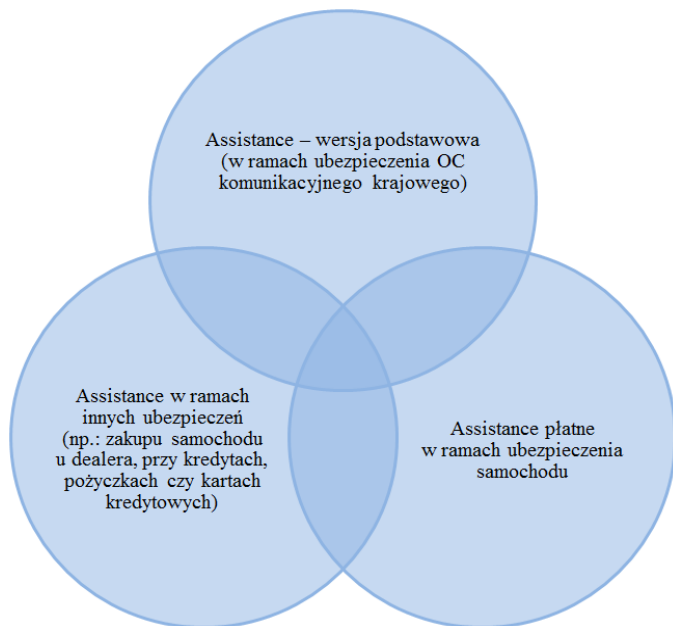 Assistance – wersja podstawowa
(w ramach ubezpieczenia OC
komunikacyjnego krajowego)
Assistance w ramach
innych ubezpieczeń
(np.: zakupu samochodu
u dealera, przy kredytach,
pożyczkach czy kartach
kredytowych)
Assistance płatne
w ramach ubezpieczenia
samochodu